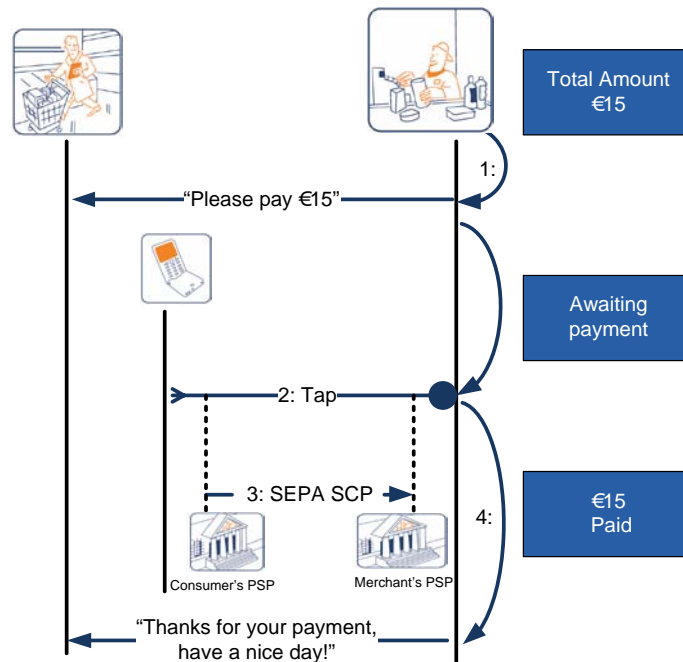 Total Amount
€15
1:
“Please pay €15”
Awaiting
payment
2: Tap
3: SEPA SCP
4:
€15
Paid
Consumer's PSP
Merchant's PSP
“Thanks for your payment,
have a nice day!”